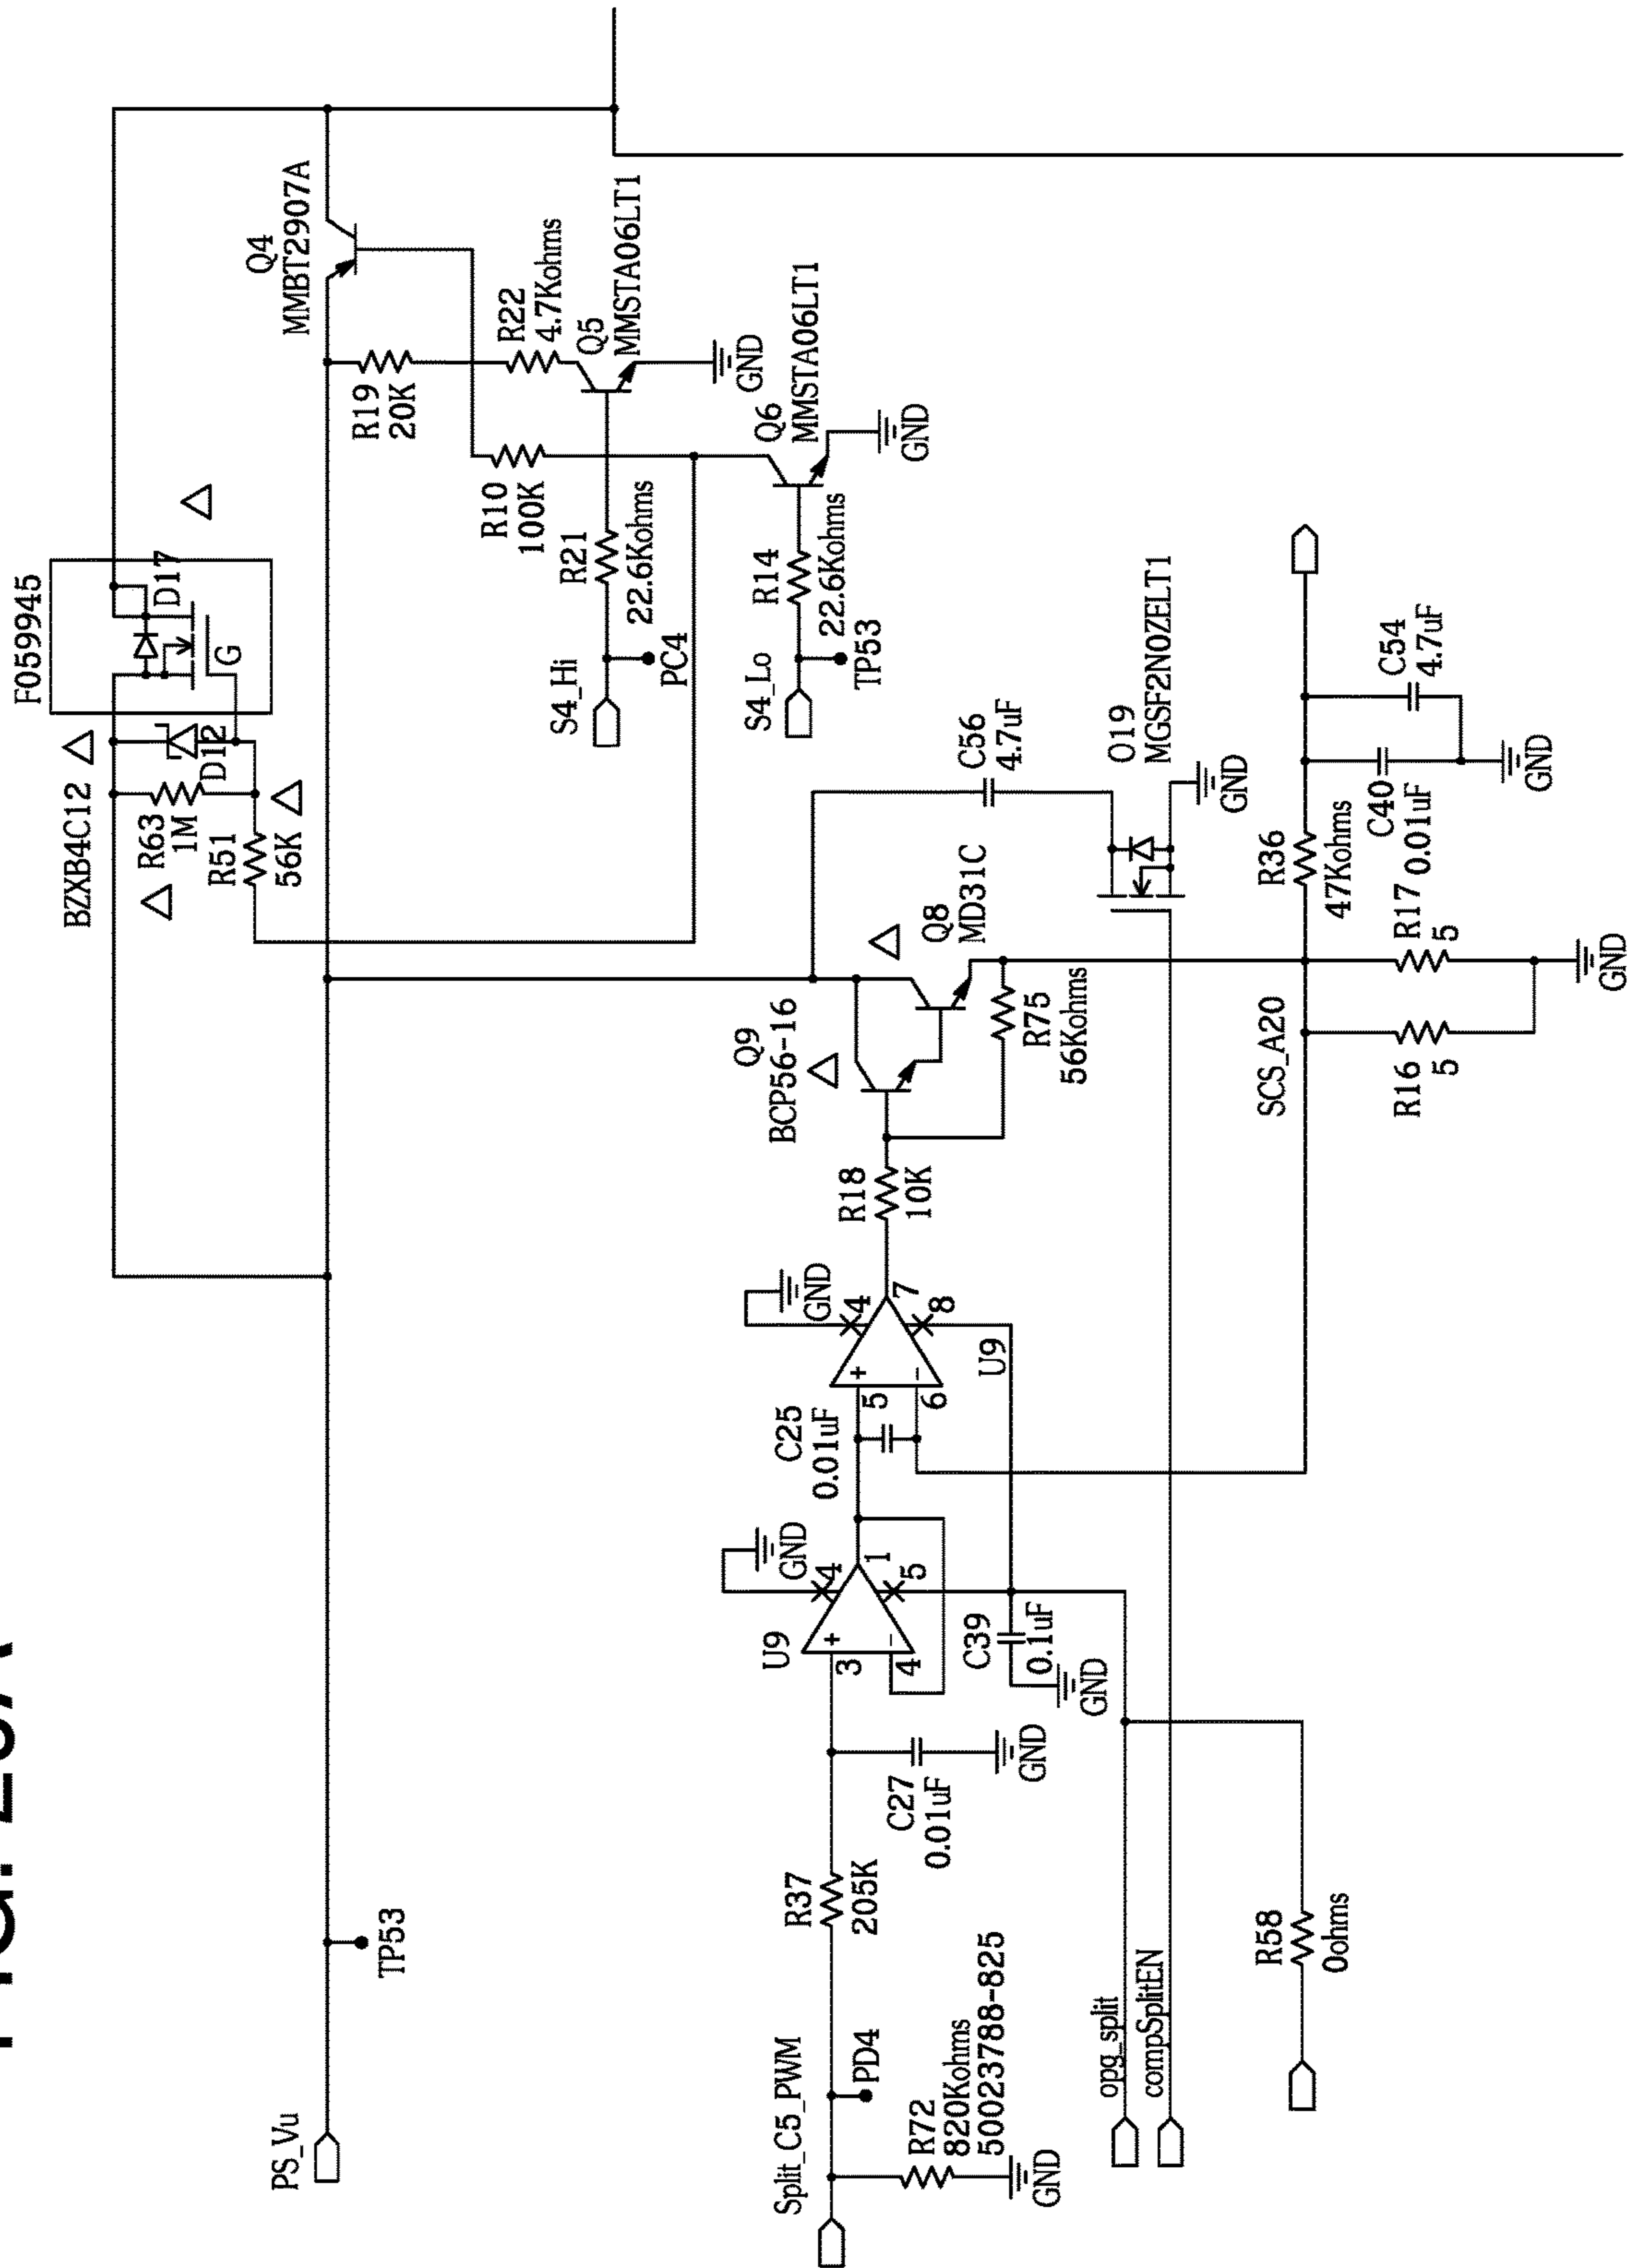 F059945
D17
G
BZXB4C12
D12
R63
1M
R51
56K
Q4
MMBT2907A
R19
20K
R22
4.7Kohms
Q5
MMSTA06LT1
GND
R10
100K
R21
22.6Kohms
S4_Hi
PC4
Q6
MMSTA06LT1
GND
R14
22.6Kohms
S4_Lo
TP53
PS_Vu
TP53
C56
4.7uF
O19
MGSF2N0ZELT1
GND
Q9
BCP56-16
Q8
MD31C
R75
56Kohms
R18
10K
GND
4
7
8
+
-
5
6
U9
C25
0.01uF
GND
4
1
5
U9
+
-
3
4
C39
0.1uF
GND
C27
0.01uF
GND
R37
205K
Split_C5_PWM
PD4
R72
820Kohms
50023788-825
GND
opg_split
compSplitEN
R58
0ohms
SCS_A20
R36
47Kohms
C40
0.01uF
C54
4.7uF
GND
R16
5
R17
5
GND